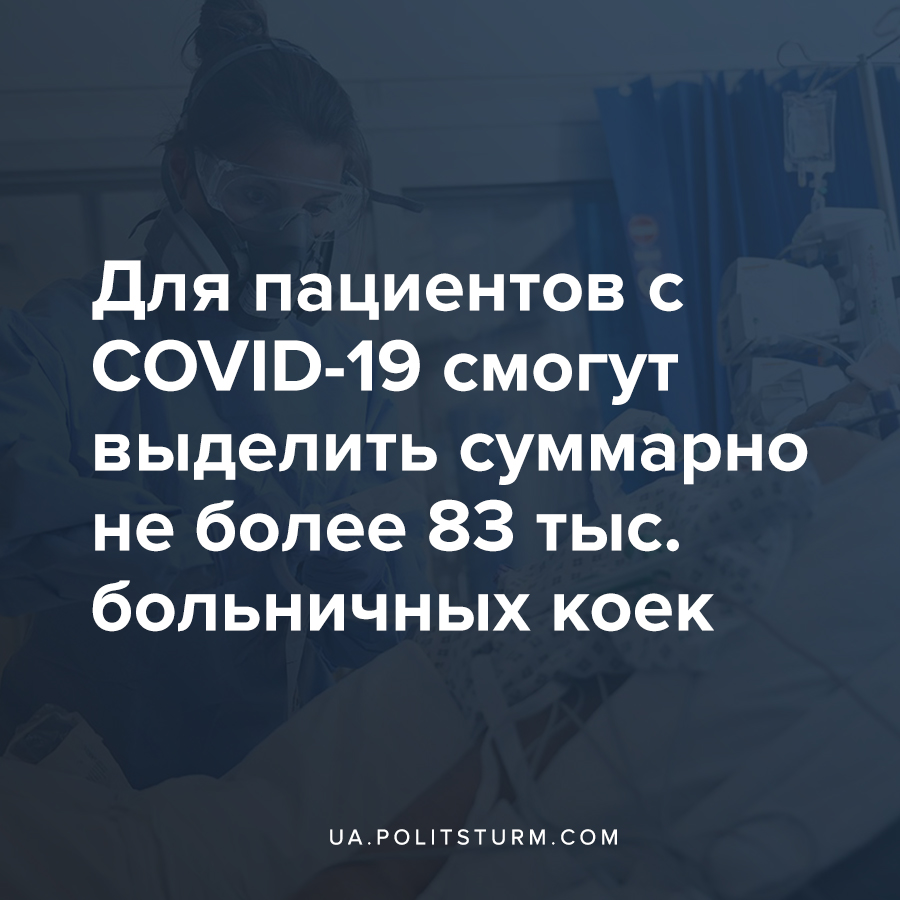 Для пациентов с
COVID-19 смогут
выделить суммарно
не более 83 тыс.
больничных коек
UA.POLITSTURM.COM